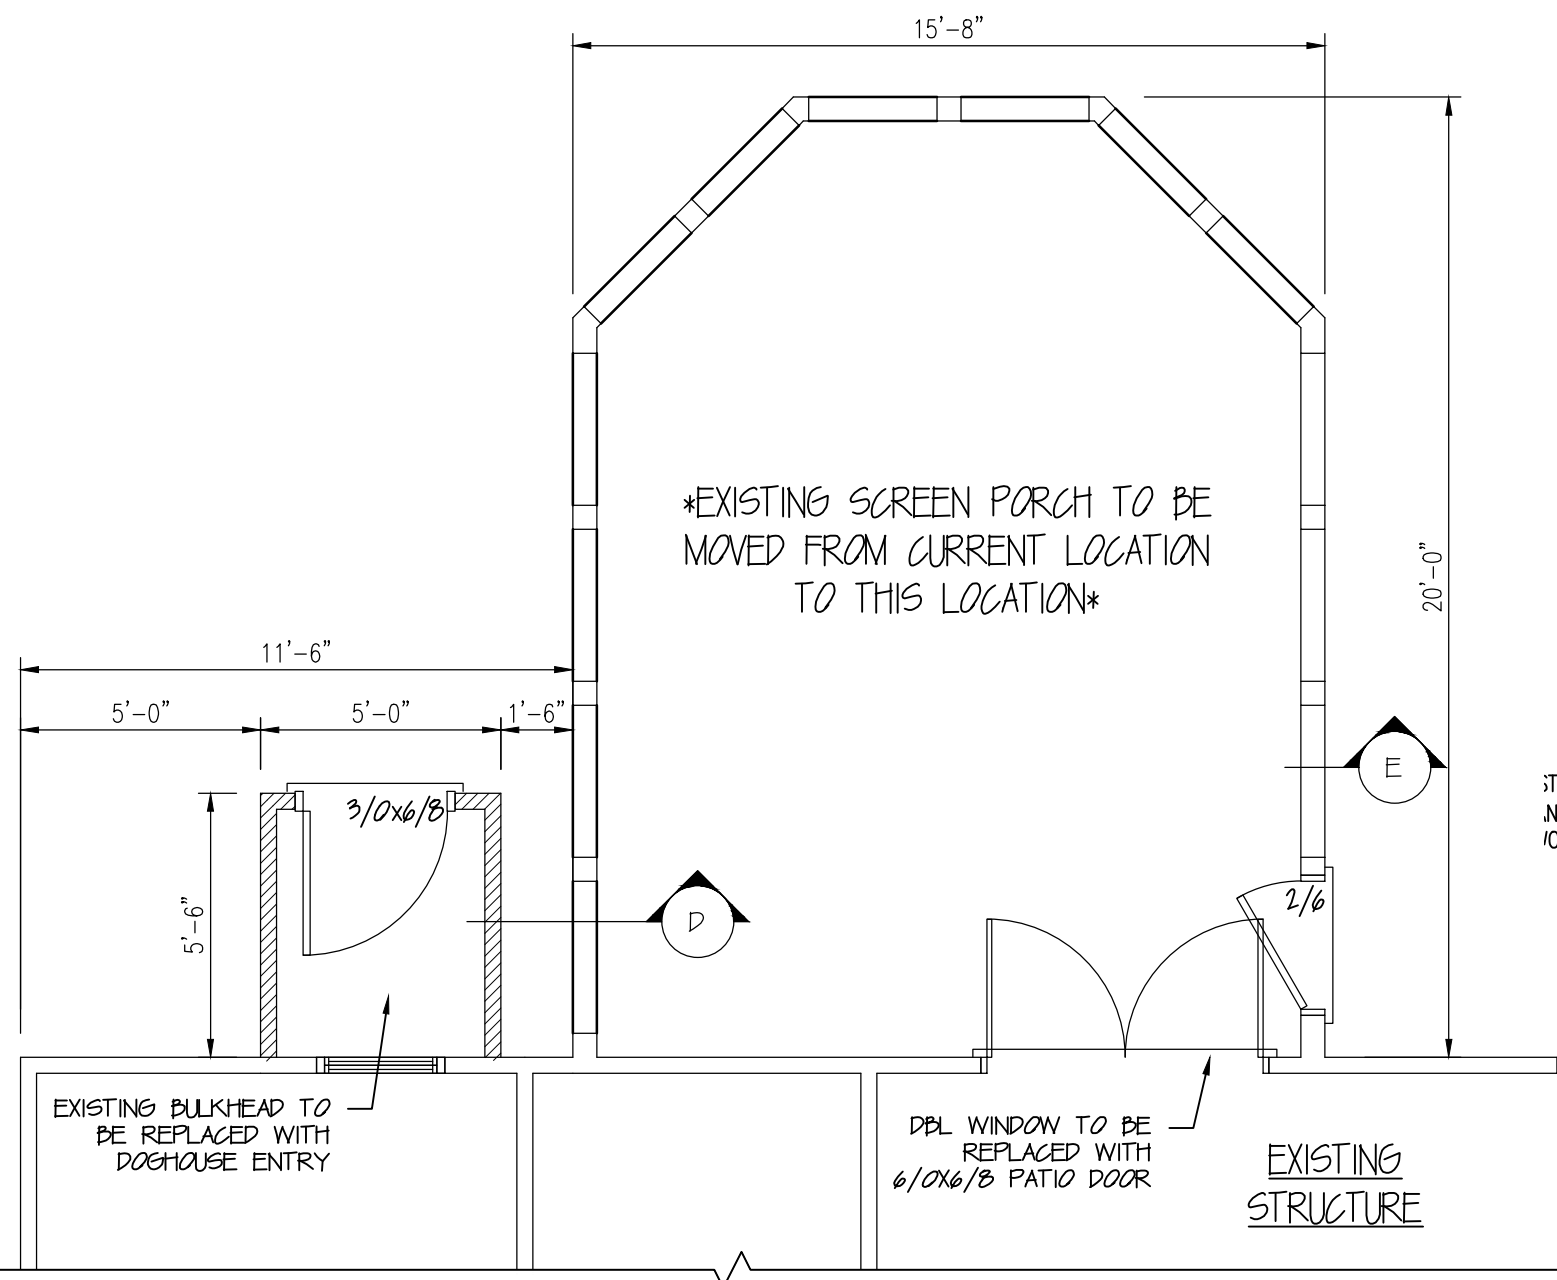 15'-8"
*EXISTING SCREEN PORCH TO BE
MOVED FROM CURRENT LOCATION
TO THIS LOCATION*
20'-0"
11'-6"
5'-0"
5'-0"
1'-6"
E
3/0x6/8
5'-6"
D
2/6
EXISTING BULKHEAD TO
BE REPLACED WITH
DOGHOUSE ENTRY
DBL WINDOW TO BE
REPLACED WITH
6/0X6/8 PATIO DOOR
EXISTING
STRUCTURE